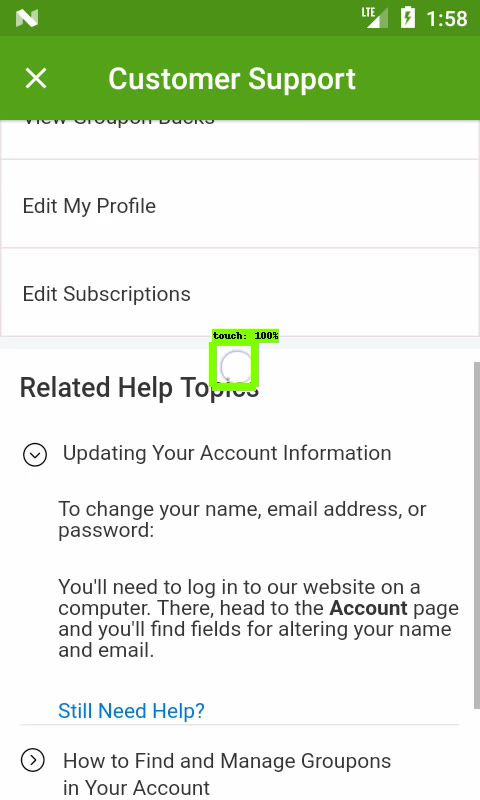 LTE 1:58
Customer Support
View Groupon Bucks
Edit My Profile
Edit Subscriptions
touch: 100%
Related Help Topics
Updating Your Account Information
To change your name, email address, or
password:
You'll need to log in to our website on a
computer. There, head to the Account page
and you'll find fields for altering your name
and email.
Still Need Help?
How to Find and Manage Groupons
in Your Account